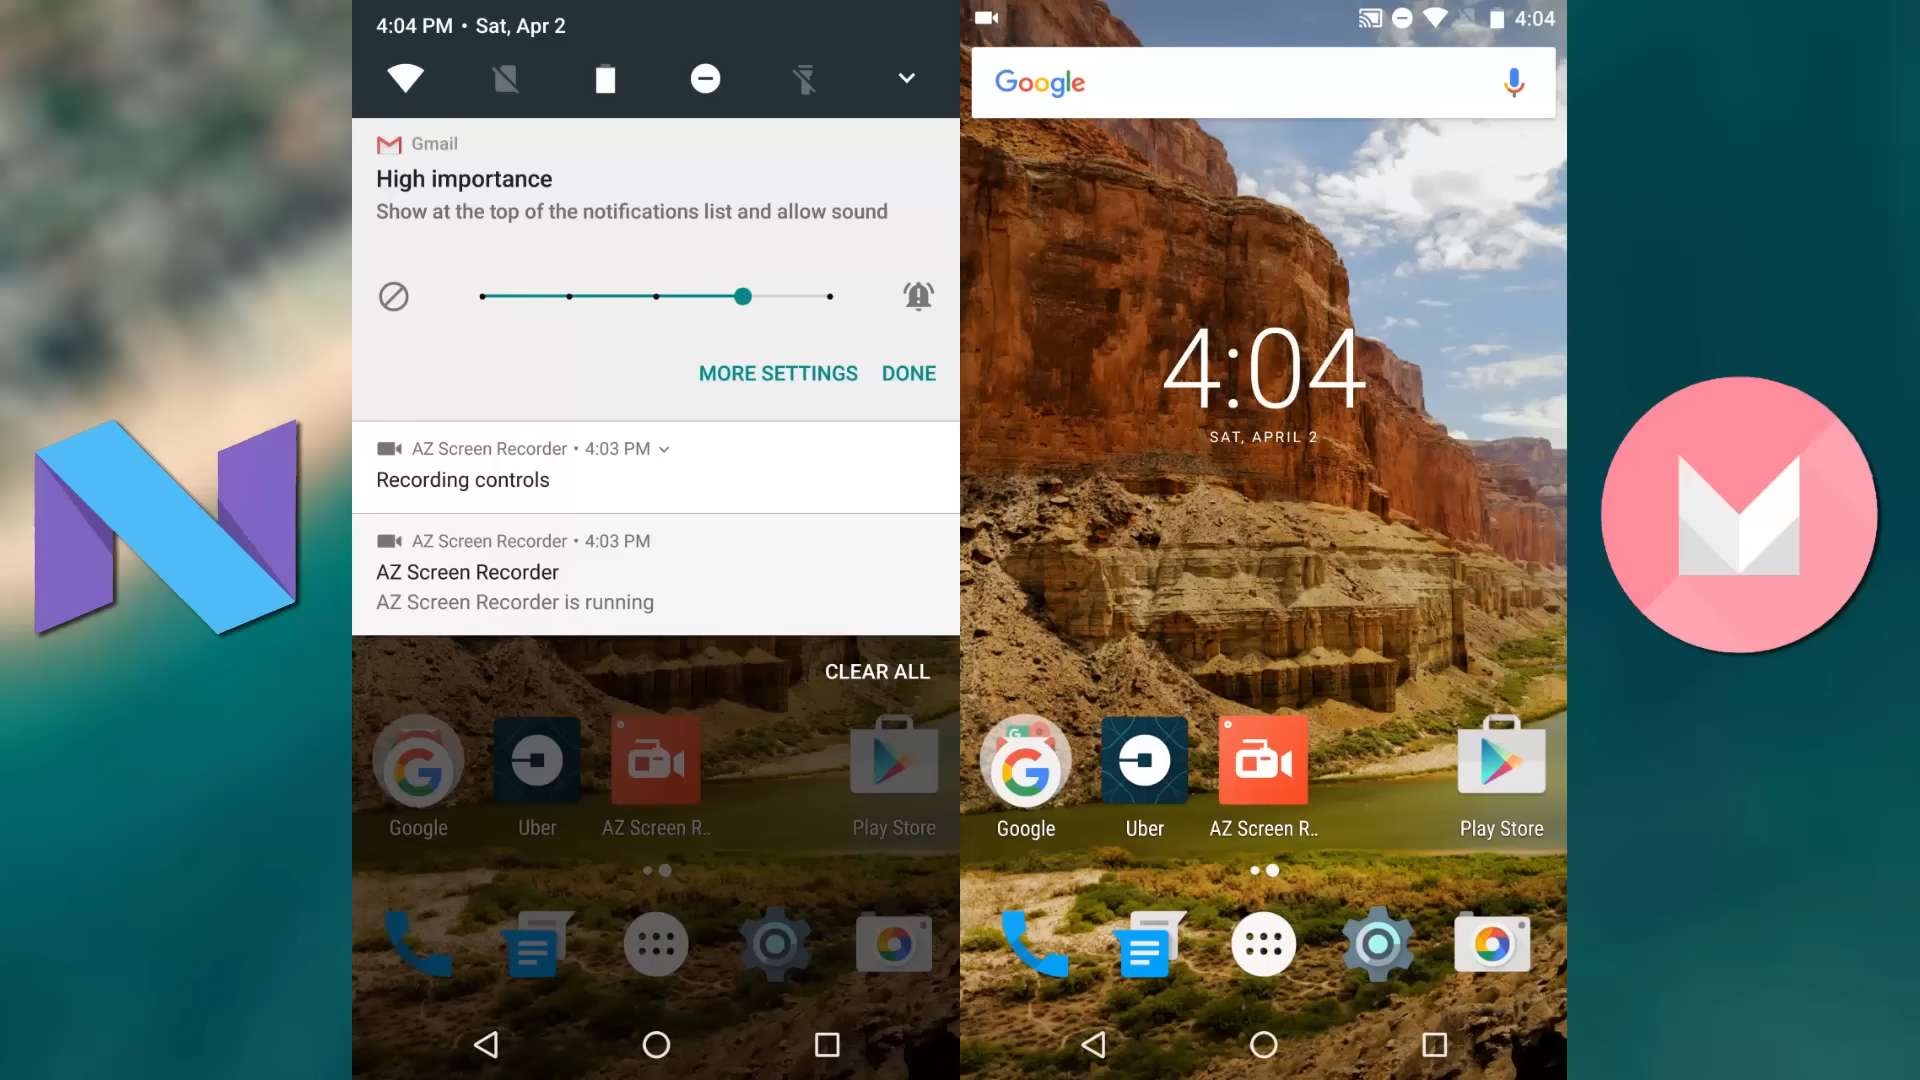 4:04 PM • Sat, Apr 2
Gmail
High importance
Show at the top of the notifications list and allow sound
MORE SETTINGS DONE
AZ Screen Recorder • 4:03 PM
Recording controls
AZ Screen Recorder • 4:03 PM
AZ Screen Recorder
AZ Screen Recorder is running
CLEAR ALL
Google Uber AZ Screen R.. Play Store
4:04
Google
4:04
SAT, APRIL 2
Google Uber AZ Screen R.. Play Store